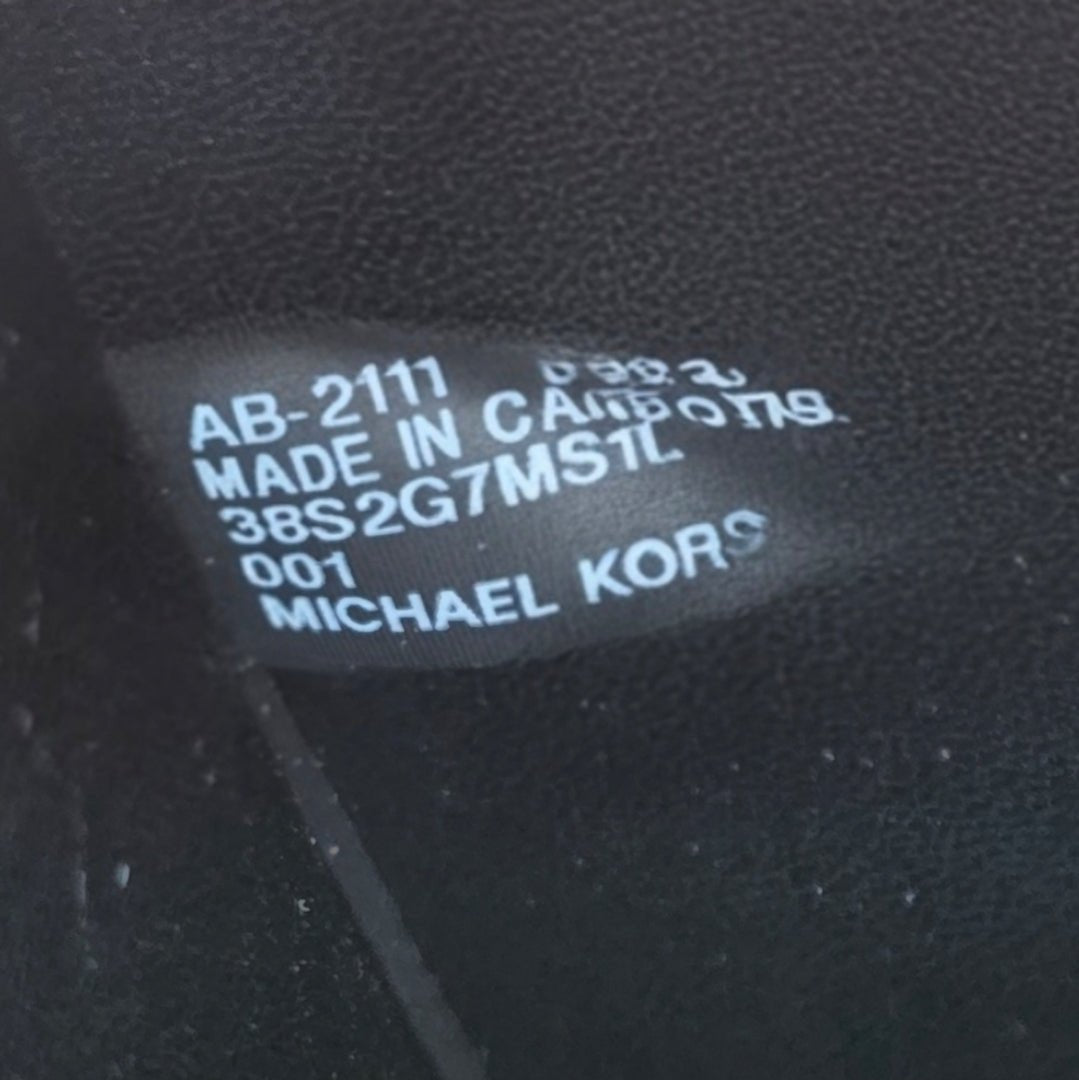 AB-2111
MADE IN
38S2G7MS1L
001
MICHAEL KORS